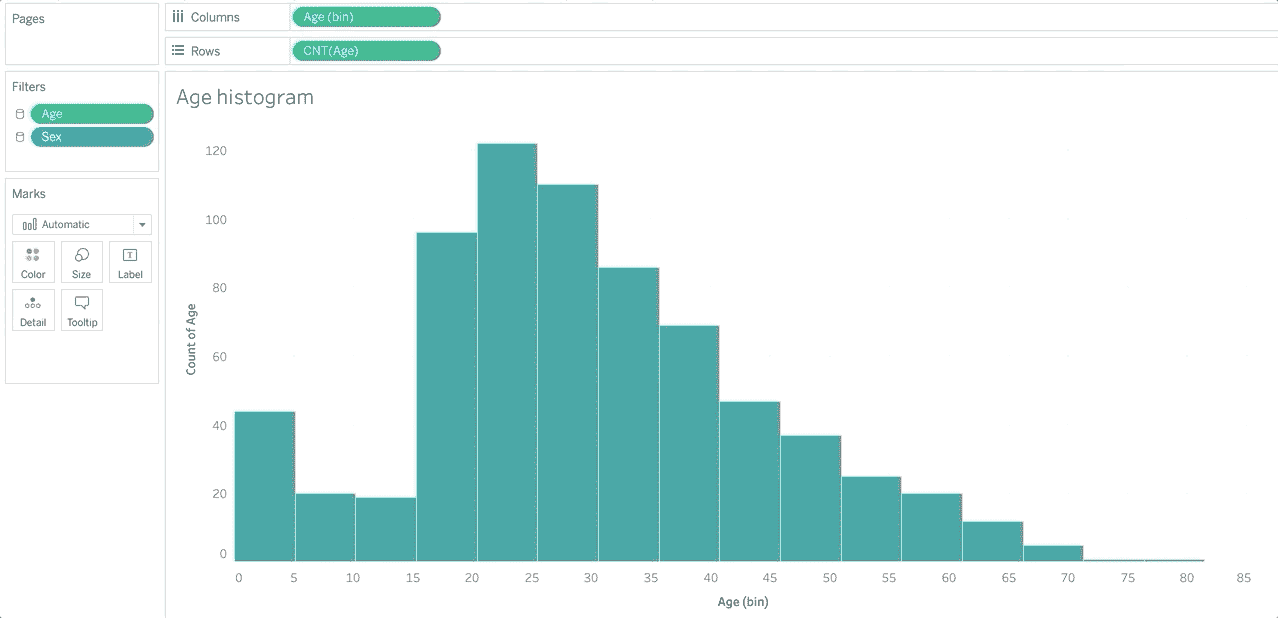 Pages
Columns
Age (bin)
Rows
CNT(Age)
Filters
Age
Sex
Marks
Automatic
Color
Size
Label
Detail
Tooltip
Age histogram
Count of Age
120
100
80
60
40
20
0
0 5 10 15 20 25 30 35 40 45 50 55 60 65 70 75 80 85
Age (bin)